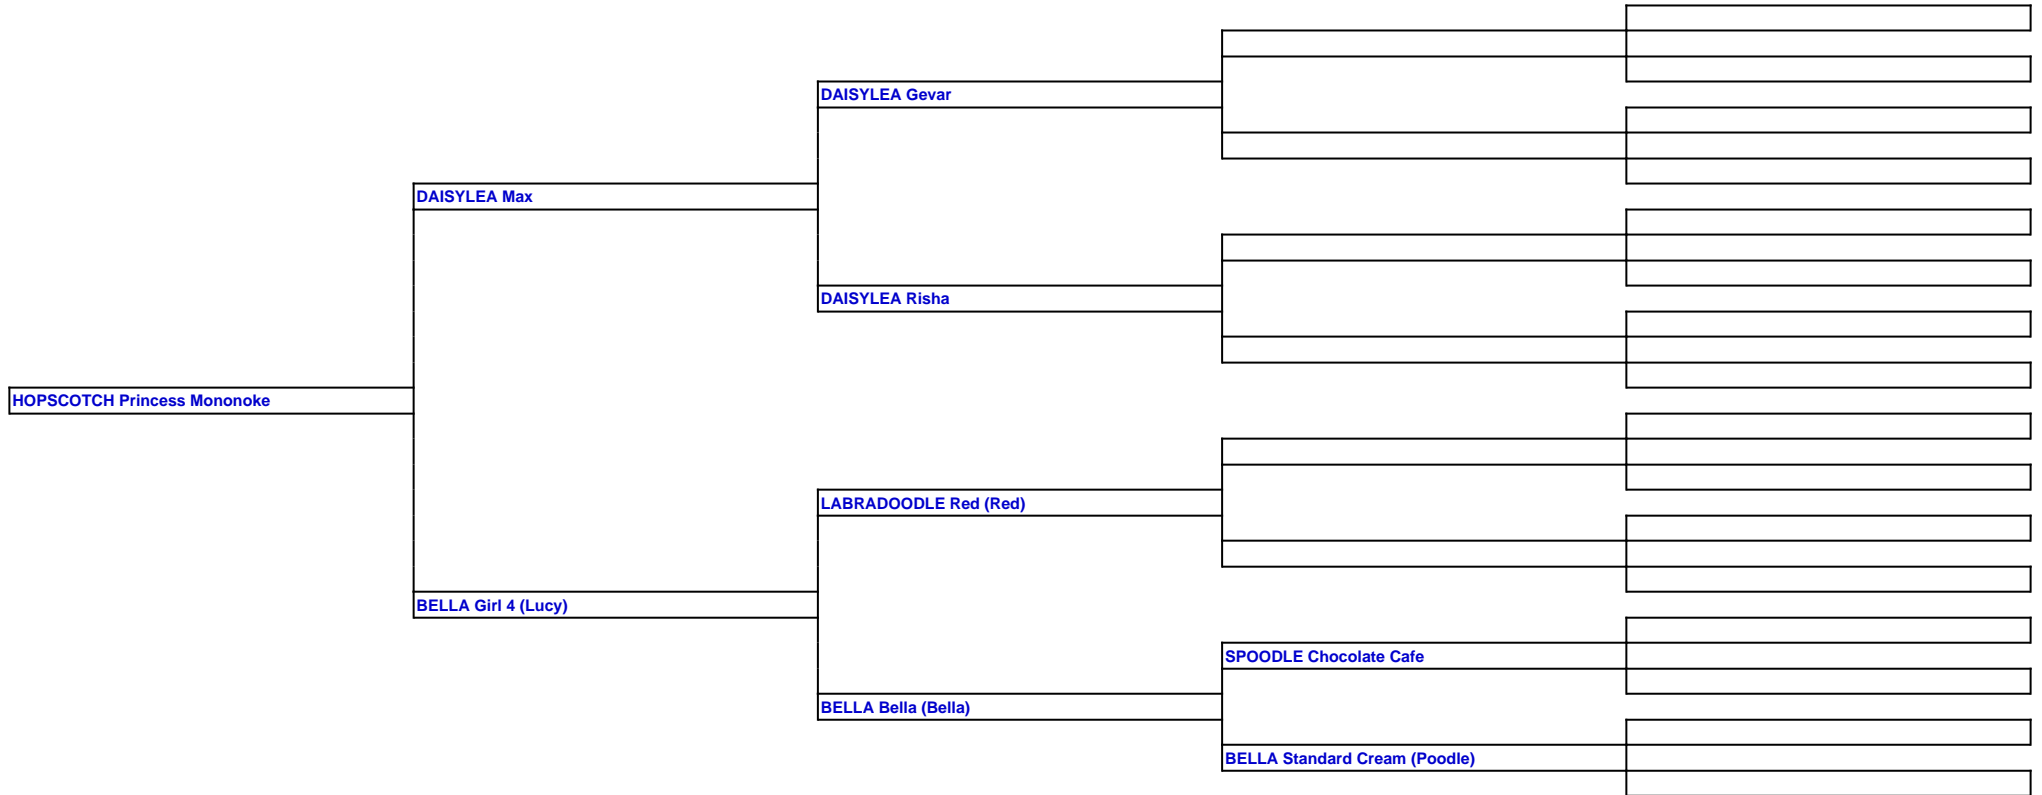 DAISYLEA Gevar
DAISYLEA Max
DAISYLEA Risha
HOPSCOTCH Princess Mononoke
LABRADOODLE Red (Red)
BELLA Girl 4 (Lucy)
SPOODLE Chocolate Cafe
BELLA Bella (Bella)
BELLA Standard Cream (Poodle)